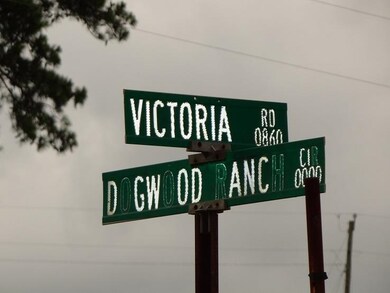 VICTORIA RD
0860
DOGWOOD RANCH CIR
0000